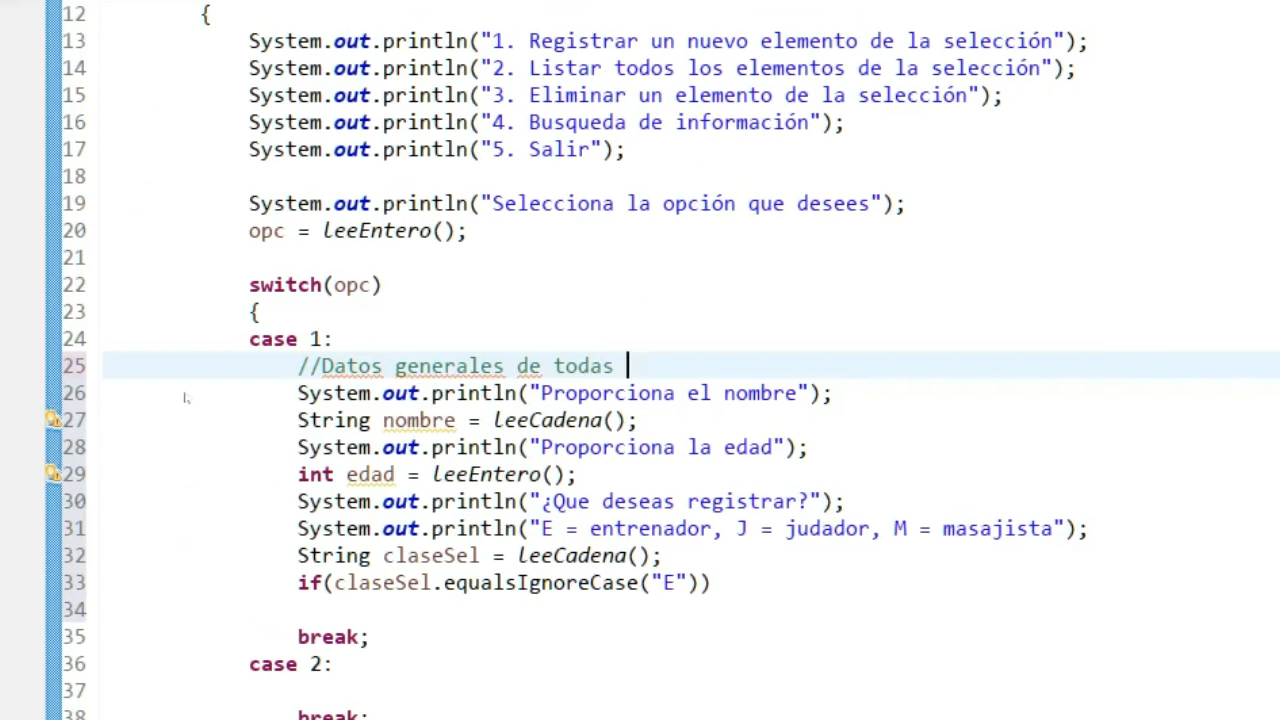 12 {
13 System.out.println("1. Registrar un nuevo elemento de la selección");
14 System.out.println("2. Listar todos los elementos de la selección");
15 System.out.println("3. Eliminar un elemento de la selección");
16 System.out.println("4. Busqueda de información");
17 System.out.println("5. Salir");
18
19 System.out.println("Selecciona la opción que desees");
20 opc = leeEntero();
21
22 switch(opc)
23 {
24 case 1:
25 //Datos generales de todas
26 System.out.println("Proporciona el nombre");
27 String nombre = leeCadena();
28 System.out.println("Proporciona la edad");
29 int edad = leeEntero();
30 System.out.println("¿Que deseas registrar?");
31 System.out.println("E = entrenador, J = judador, M = masajista");
32 String claseSel = leeCadena();
33 if(claseSel.equalsIgnoreCase("E"))
34
35 break;
36 case 2:
37
38 break;